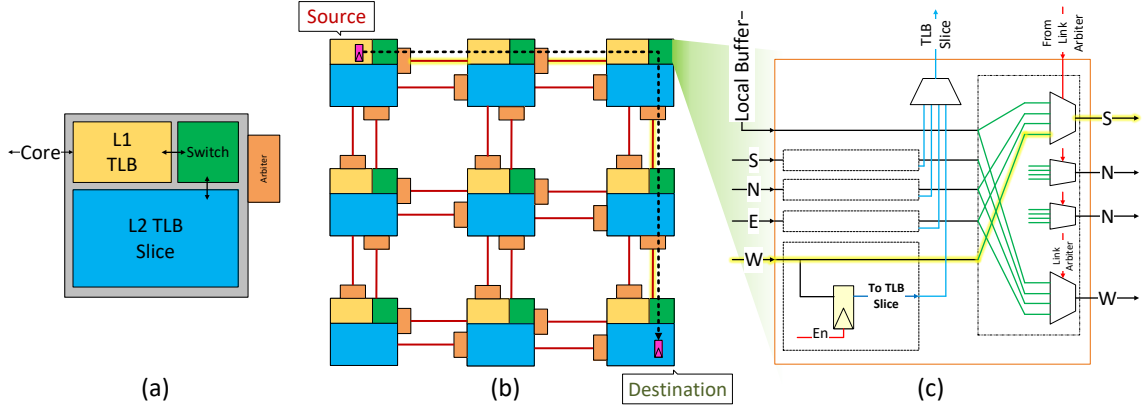 Core
L1
TLB
Switch
Arbiter
L2 TLB
Slice
(a)
Source
Destination
(b)
Local Buffer
TLB
Slice
From
Link
Arbiter
S
N
E
W
To TLB
Slice
En
S
N
N
Link
Arbiter
W
(c)